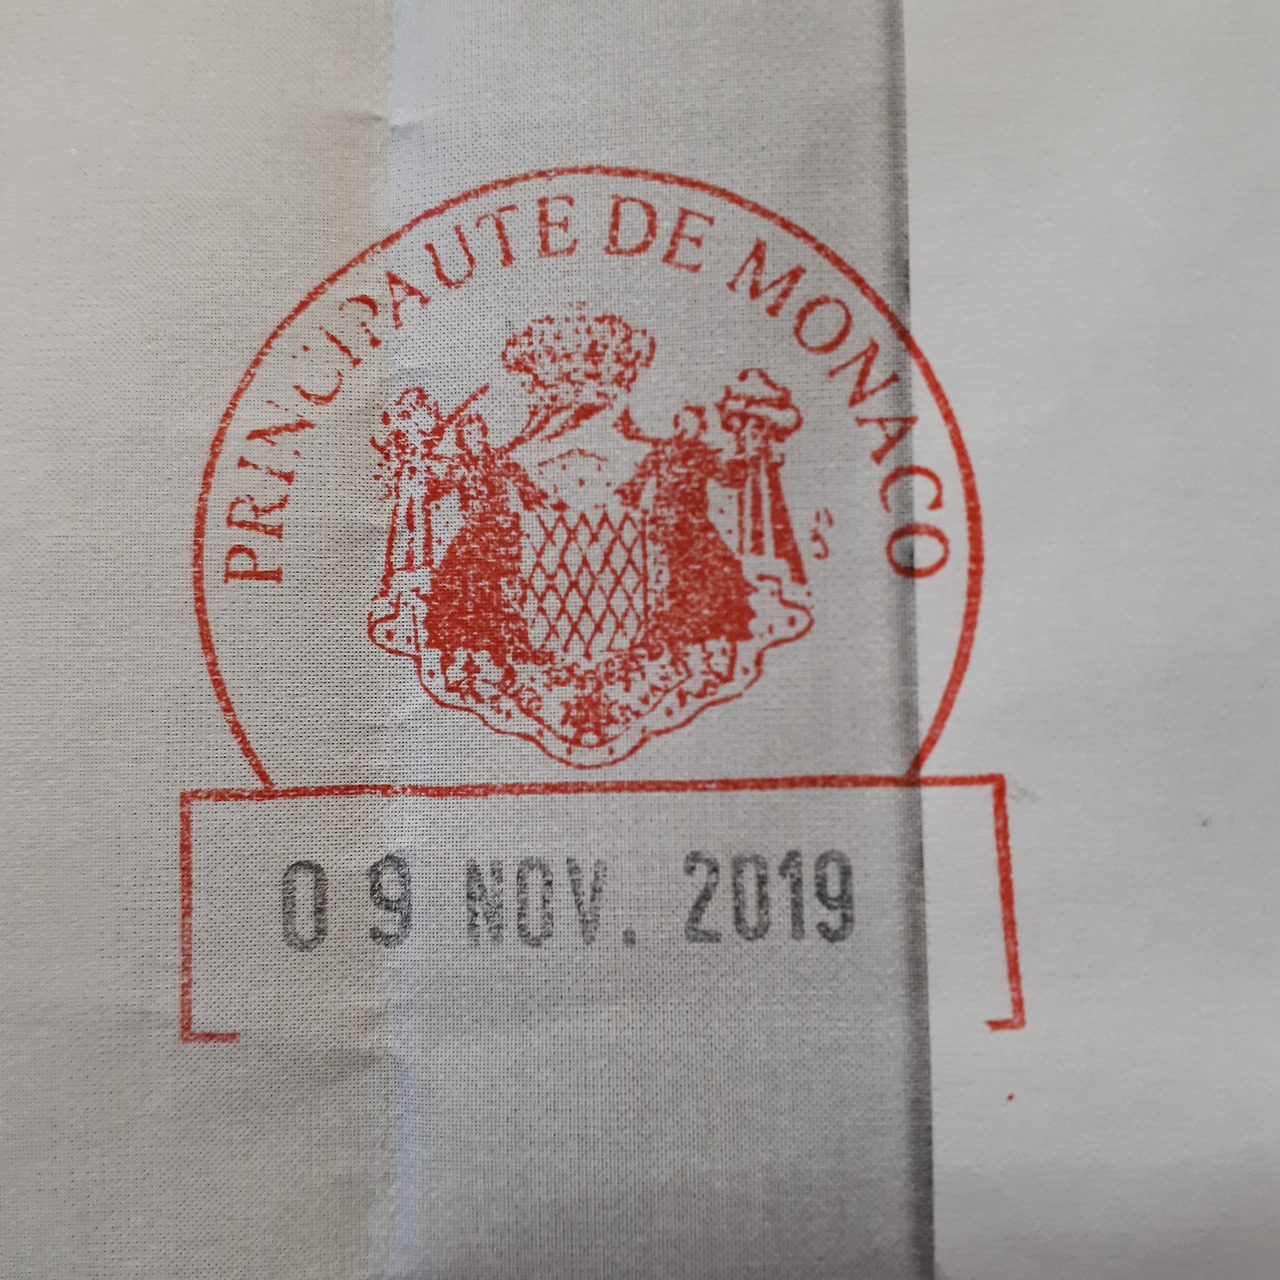 PRINCIPAUTE DE MONACO
09 NOV. 2019